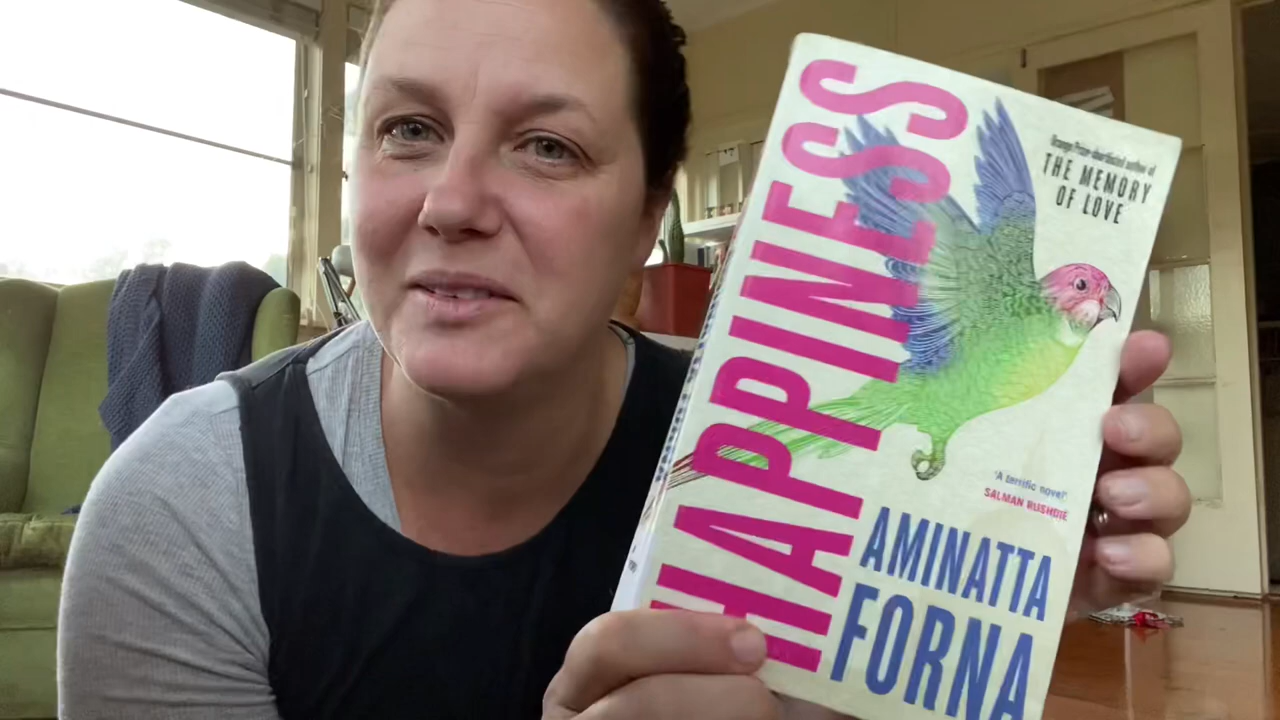 HAPPINESS
Orange Prize-shortlisted author of
THE MEMORY
OF LOVE
'A terrific novel'
SALMAN RUSHDIE
AMINATTA
FORNA